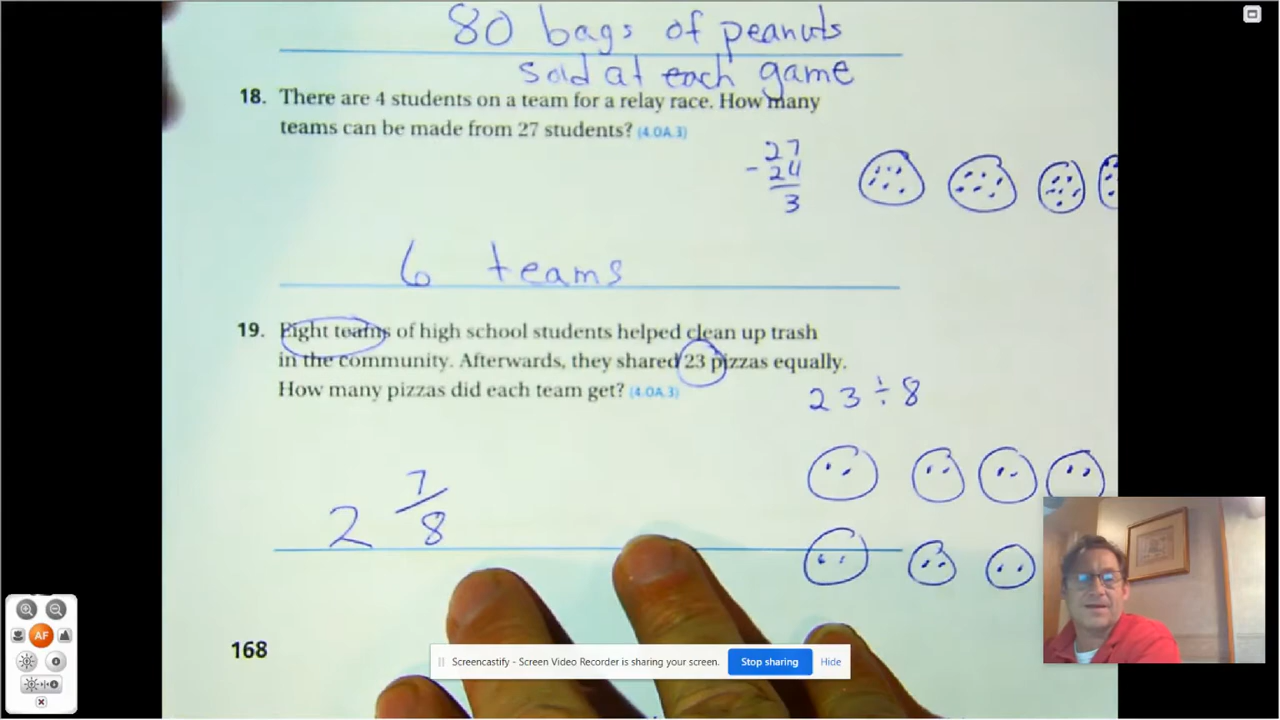 80 bags of peanuts
sold at each game
18. There are 4 students on a team for a relay race. How many
teams can be made from 27 students? (4.OA.3)
27
- 24
3
6 teams
19. Eight teams of high school students helped clean up trash
in the community. Afterwards, they shared 23 pizzas equally.
How many pizzas did each team get? (4.OA.3)
23 ÷ 8
2 7/8
AF
168
Screencastify - Screen Video Recorder is sharing your screen.
Stop sharing
Hide